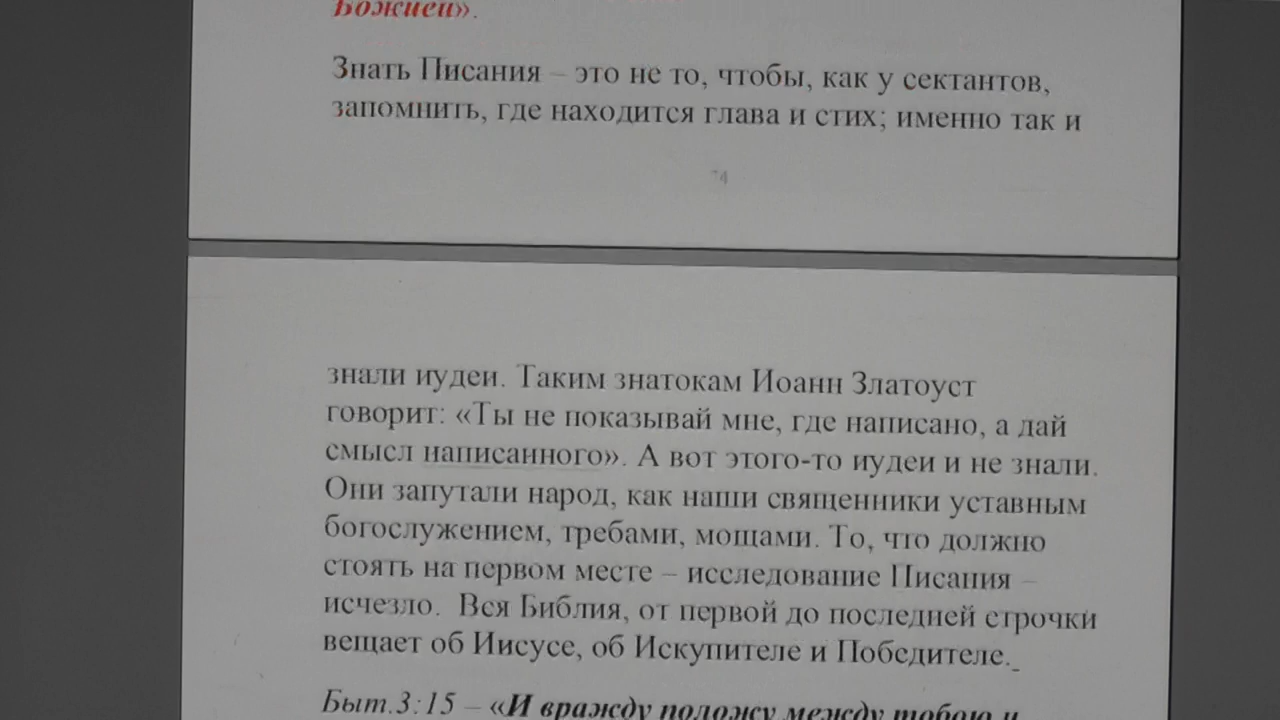 Божией».
Знать Писания – это не то, чтобы, как у сектантов,
запомнить, где находится глава и стих; именно так и
74
знали иудеи. Таким знатокам Иоанн Златоуст
говорит: «Ты не показывай мне, где написано, а дай
смысл написанного». А вот этого-то иудеи и не знали.
Они запутали народ, как наши священники уставным
богослужением, требами, мощами. То, что должно
стоять на первом месте – исследование Писания –
исчезло. Вся Библия, от первой до последней строчки
вещает об Иисусе, об Искупителе и Победителе.
Быт.3:15 – «И вражду положу между тобою и